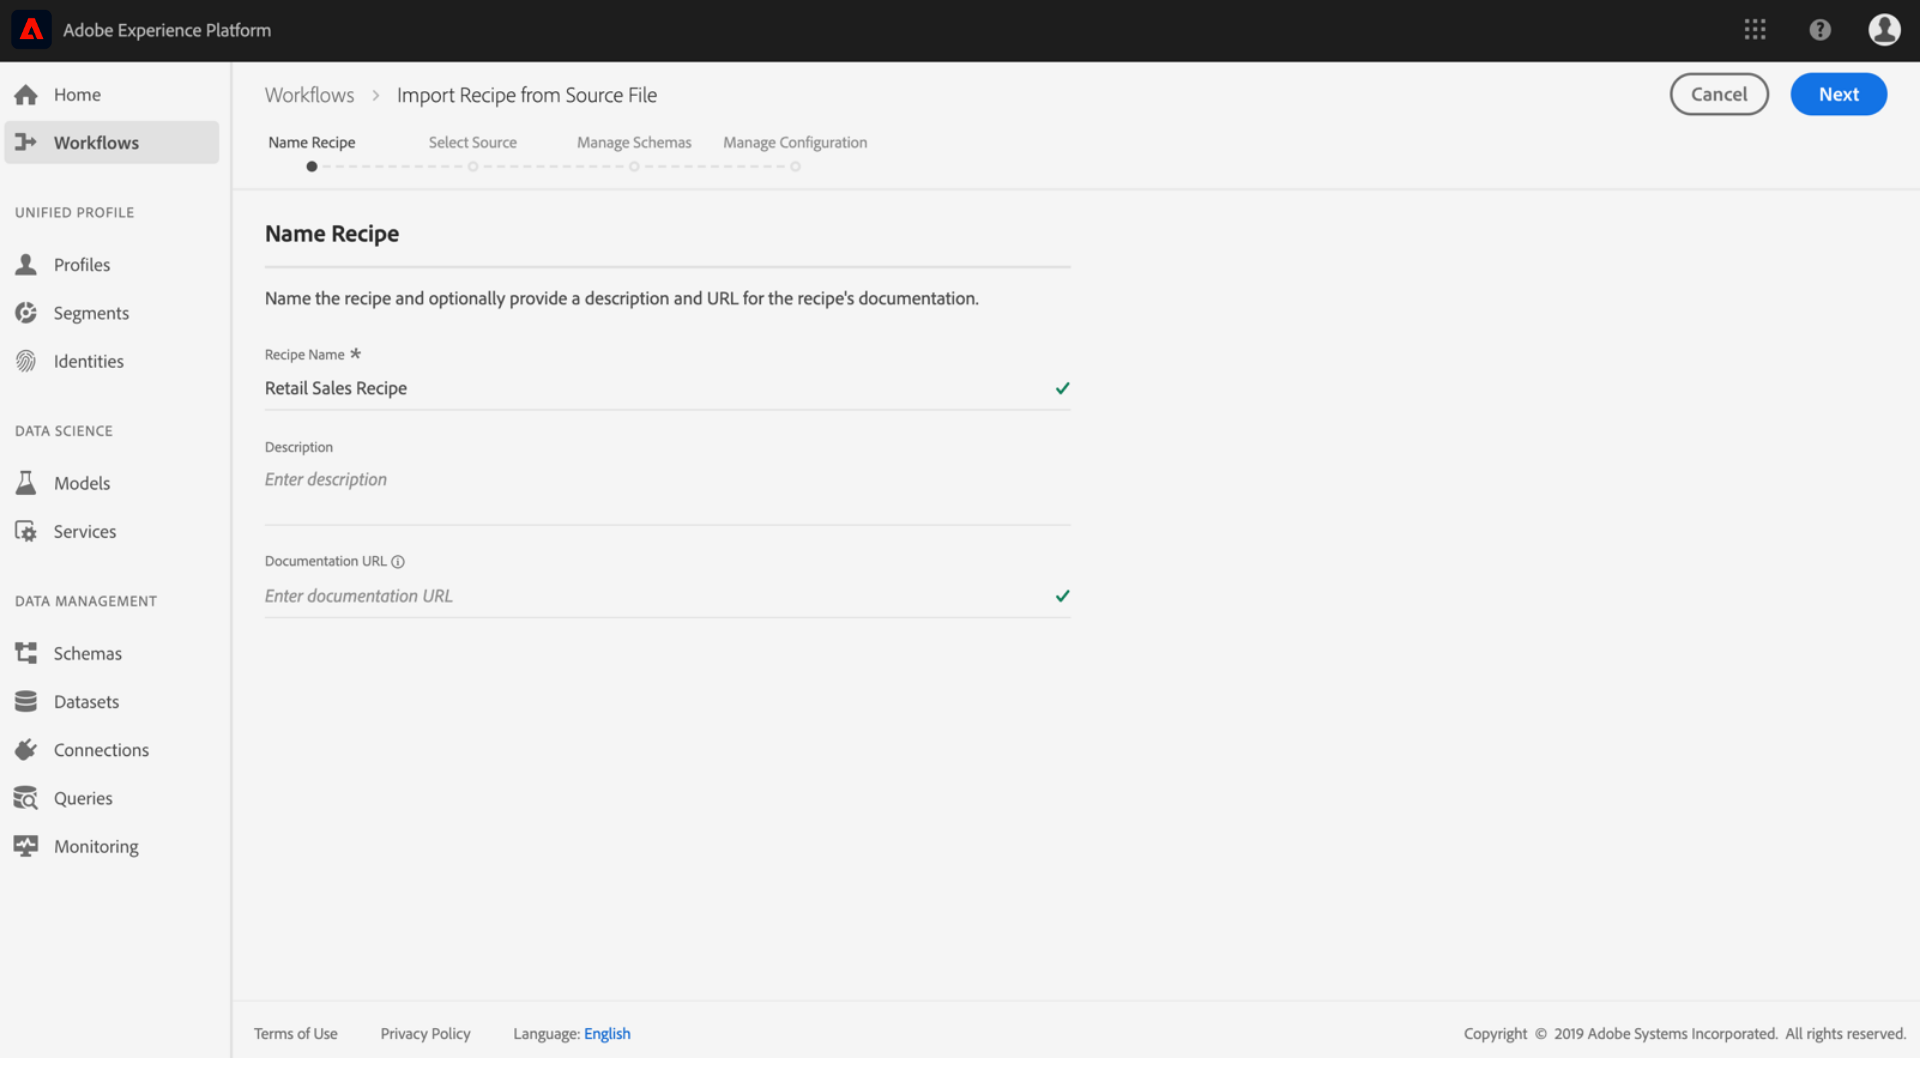 Adobe Experience Platform
Home
Workflows
UNIFIED PROFILE
Profiles
Segments
Identities
DATA SCIENCE
Models
Services
DATA MANAGEMENT
Schemas
Datasets
Connections
Queries
Monitoring
Workflows > Import Recipe from Source File
Cancel
Next
Name Recipe
Select Source
Manage Schemas
Manage Configuration
Name Recipe
Name the recipe and optionally provide a description and URL for the recipe's documentation.
Recipe Name *
Retail Sales Recipe
Description
Enter description
Documentation URL
Enter documentation URL
Terms of Use
Privacy Policy
Language: English
Copyright © 2019 Adobe Systems Incorporated. All rights reserved.